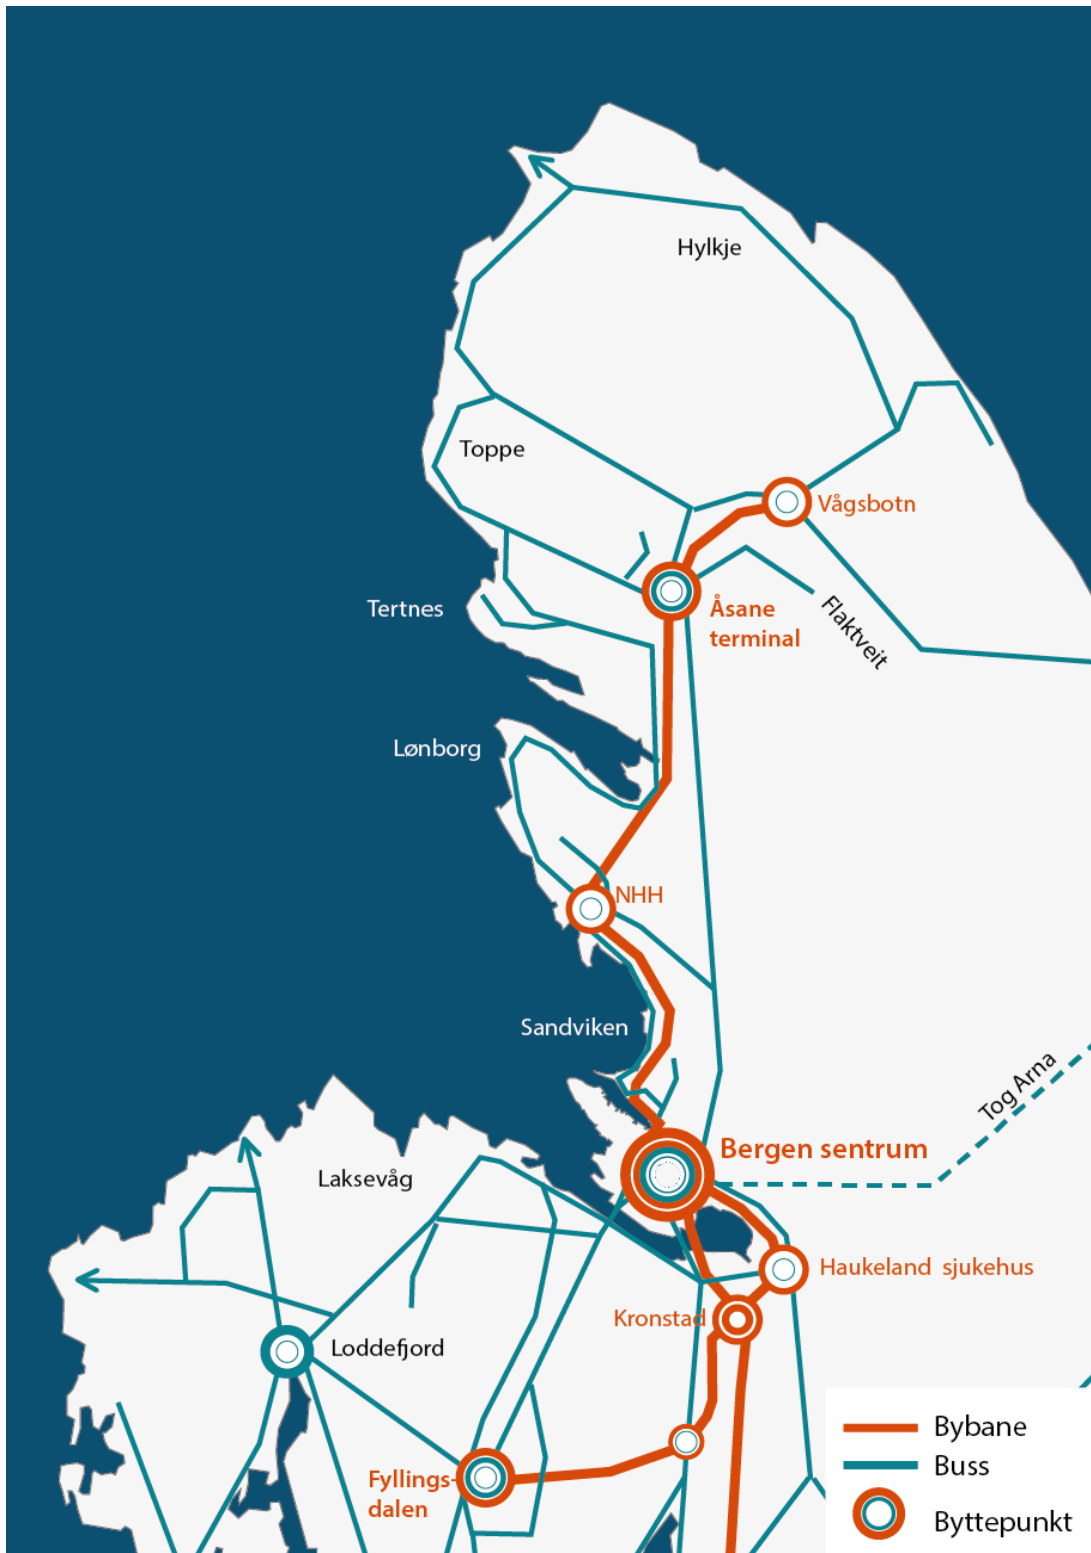 Hylkje
Toppe
Vågsbotn
Tertnes
Åsane
terminal
Flaktveit
Lønborg
NHH
Sandviken
Tog Arna
Bergen sentrum
Laksevåg
Haukeland sjukehus
Kronstad
Loddefjord
Fyllings-
dalen
Bybane
Buss
Byttepunkt